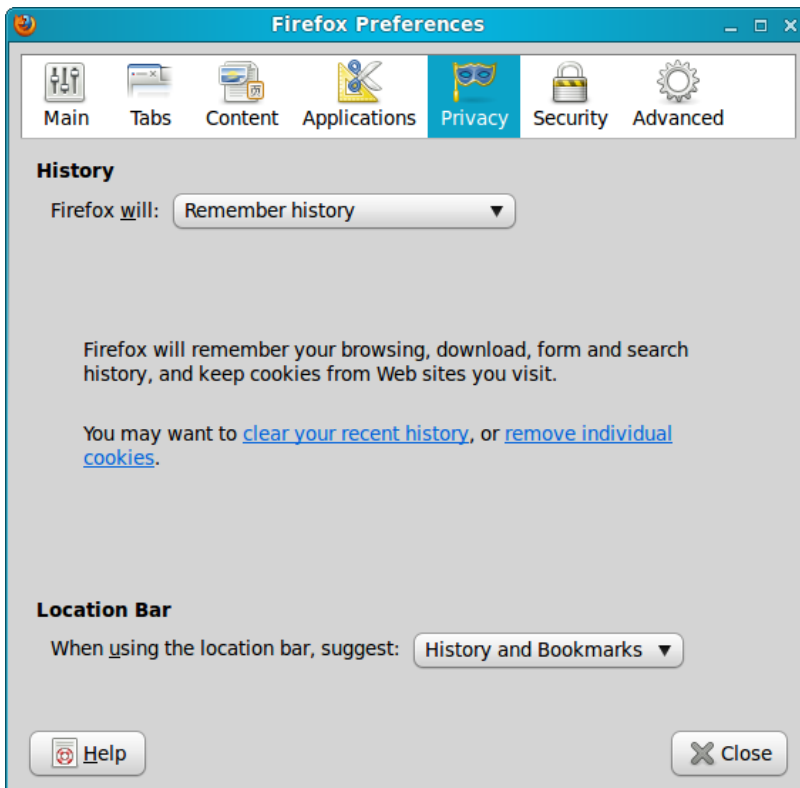 Firefox Preferences
Main Tabs Content Applications Privacy Security Advanced
History
Firefox will: Remember history
Firefox will remember your browsing, download, form and search
history, and keep cookies from Web sites you visit.
You may want to clear your recent history, or remove individual
cookies.
Location Bar
When using the location bar, suggest: History and Bookmarks
Help Close